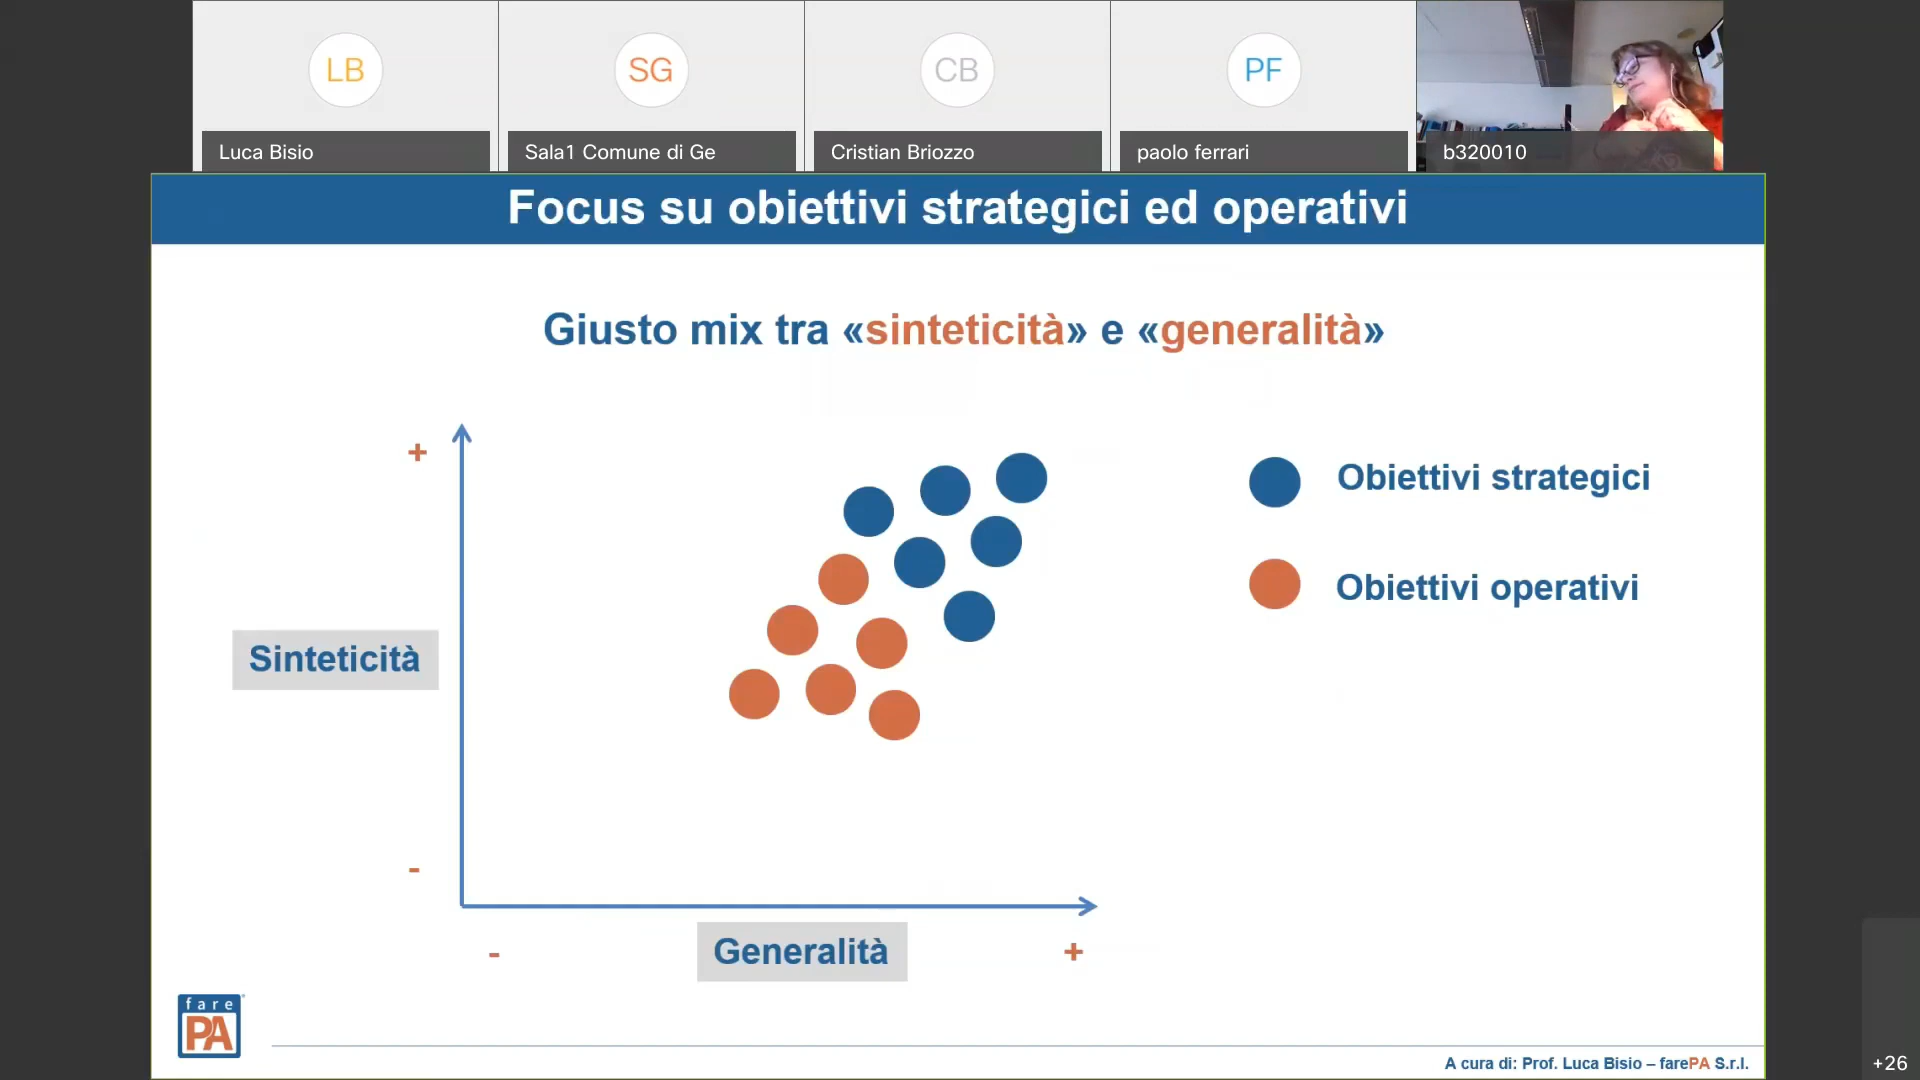 LB
SG
CB
PF
Luca Bisio
Sala1 Comune di Ge
Cristian Briozzo
paolo ferrari
b320010
Focus su obiettivi strategici ed operativi
Giusto mix tra «sinteticità» e «generalità»
+
Obiettivi strategici
Obiettivi operativi
Sinteticità
-
- Generalità +
fare
PA
A cura di: Prof. Luca Bisio – farePA S.r.l.
+26